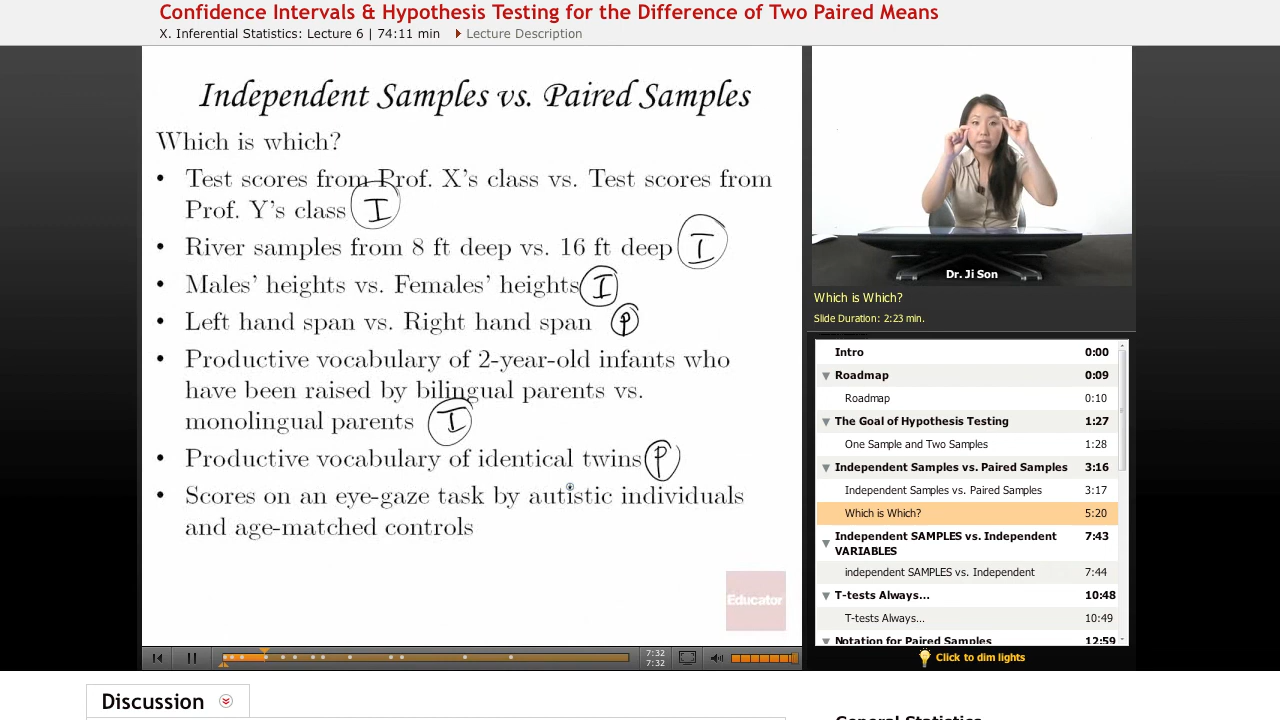 Confidence Intervals & Hypothesis Testing for the Difference of Two Paired Means
X. Inferential Statistics: Lecture 6 | 74:11 min Lecture Description
Independent Samples vs. Paired Samples
Which is which?
• Test scores from Prof. X's class vs. Test scores from
Prof. Y's class I
• River samples from 8 ft deep vs. 16 ft deep I
• Males' heights vs. Females' heights I
• Left hand span vs. Right hand span P
• Productive vocabulary of 2-year-old infants who
have been raised by bilingual parents vs.
monolingual parents I
• Productive vocabulary of identical twins P
• Scores on an eye-gaze task by autistic individuals
and age-matched controls
Educator
7:32
7:32
Dr. Ji Son
Which is Which?
Slide Duration: 2:23 min.
Intro 0:00
Roadmap 0:09
Roadmap 0:10
The Goal of Hypothesis Testing 1:27
One Sample and Two Samples 1:28
Independent Samples vs. Paired Samples 3:16
Independent Samples vs. Paired Samples 3:17
Which is Which? 5:20
Independent SAMPLES vs. Independent 7:43
VARIABLES
independent SAMPLES vs. Independent 7:44
T-tests Always... 10:48
T-tests Always... 10:49
Notation for Paired Samples 12:59
Click to dim lights
Discussion
General Statistics